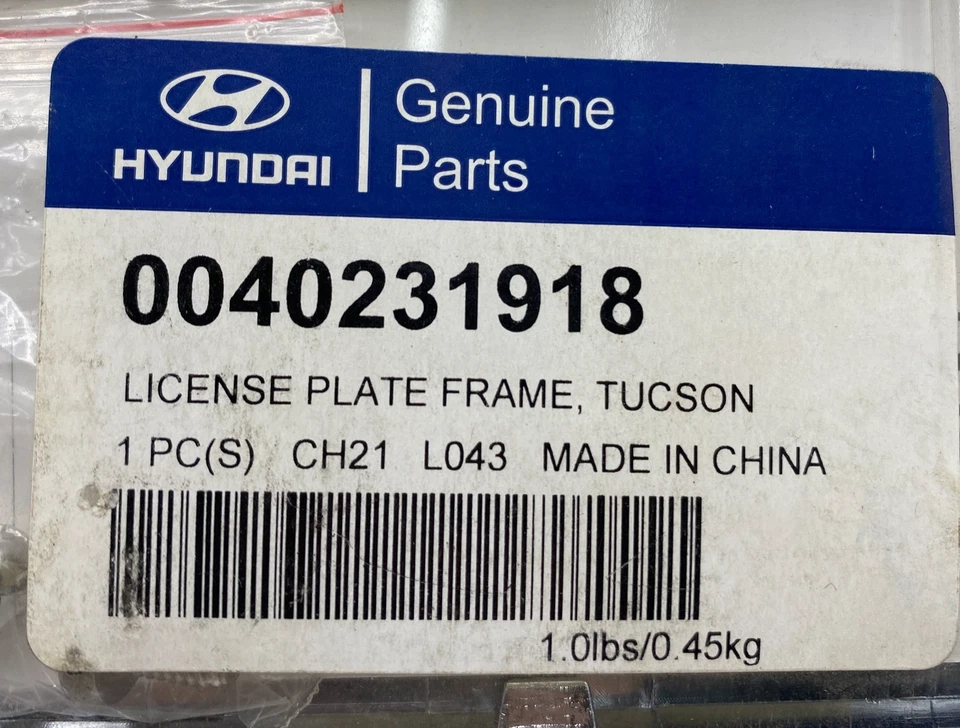 HYUNDAI
Genuine
Parts
0040231918
LICENSE PLATE FRAME, TUCSON
1 PC(S) CH21 L043 MADE IN CHINA
1.0lbs/0.45kg